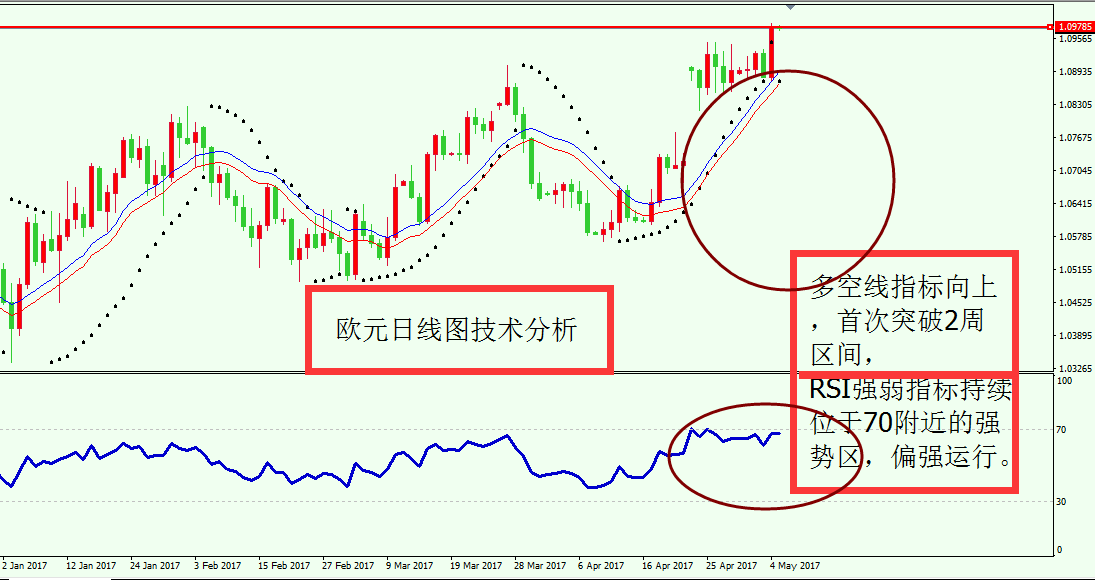 1.09785
1.09565
1.08935
1.08305
1.07675
1.07045
1.06415
1.05785
1.05155
1.04525
1.03895
1.03265
欧元日线图技术分析
多空线指标向上
，首次突破2周
区间，
RSI强弱指标持续
位于70附近的强
势区，偏强运行。
100
70
30
0
2 Jan 2017
12 Jan 2017
24 Jan 2017
3 Feb 2017
15 Feb 2017
27 Feb 2017
9 Mar 2017
19 Mar 2017
28 Mar 2017
6 Apr 2017
16 Apr 2017
25 Apr 2017
4 May 2017